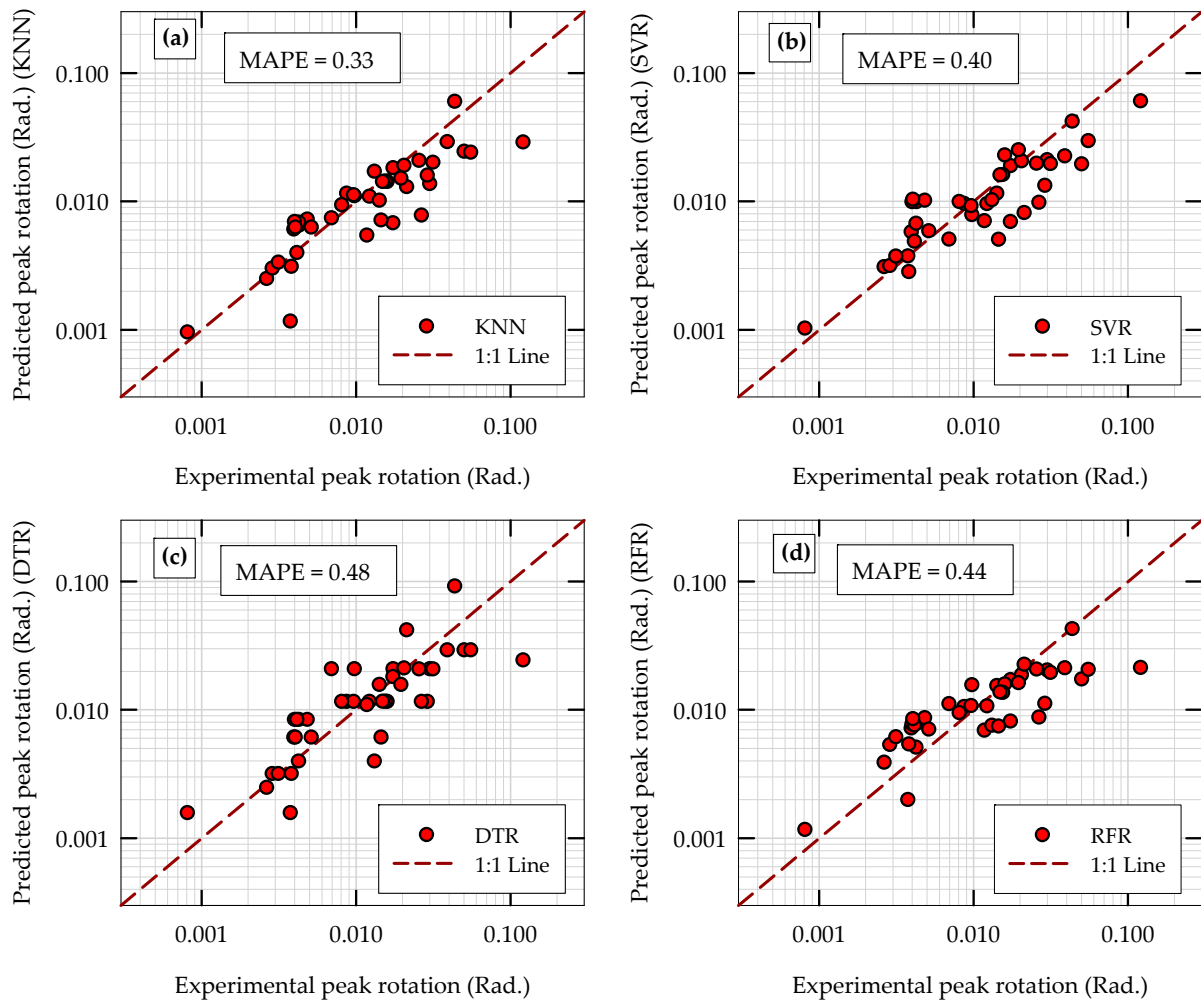 Predicted peak rotation (Rad.) (KNN)
(a)
MAPE = 0.33
0.100
0.010
0.001
KNN
1:1 Line
0.001 0.010 0.100
Experimental peak rotation (Rad.)
Predicted peak rotation (Rad.) (SVR)
(b)
MAPE = 0.40
0.100
0.010
0.001
SVR
1:1 Line
0.001 0.010 0.100
Experimental peak rotation (Rad.)
Predicted peak rotation (Rad.) (DTR)
(c)
MAPE = 0.48
0.100
0.010
0.001
DTR
1:1 Line
0.001 0.010 0.100
Experimental peak rotation (Rad.)
Predicted peak rotation (Rad.) (RFR)
(d)
MAPE = 0.44
0.100
0.010
0.001
RFR
1:1 Line
0.001 0.010 0.100
Experimental peak rotation (Rad.)